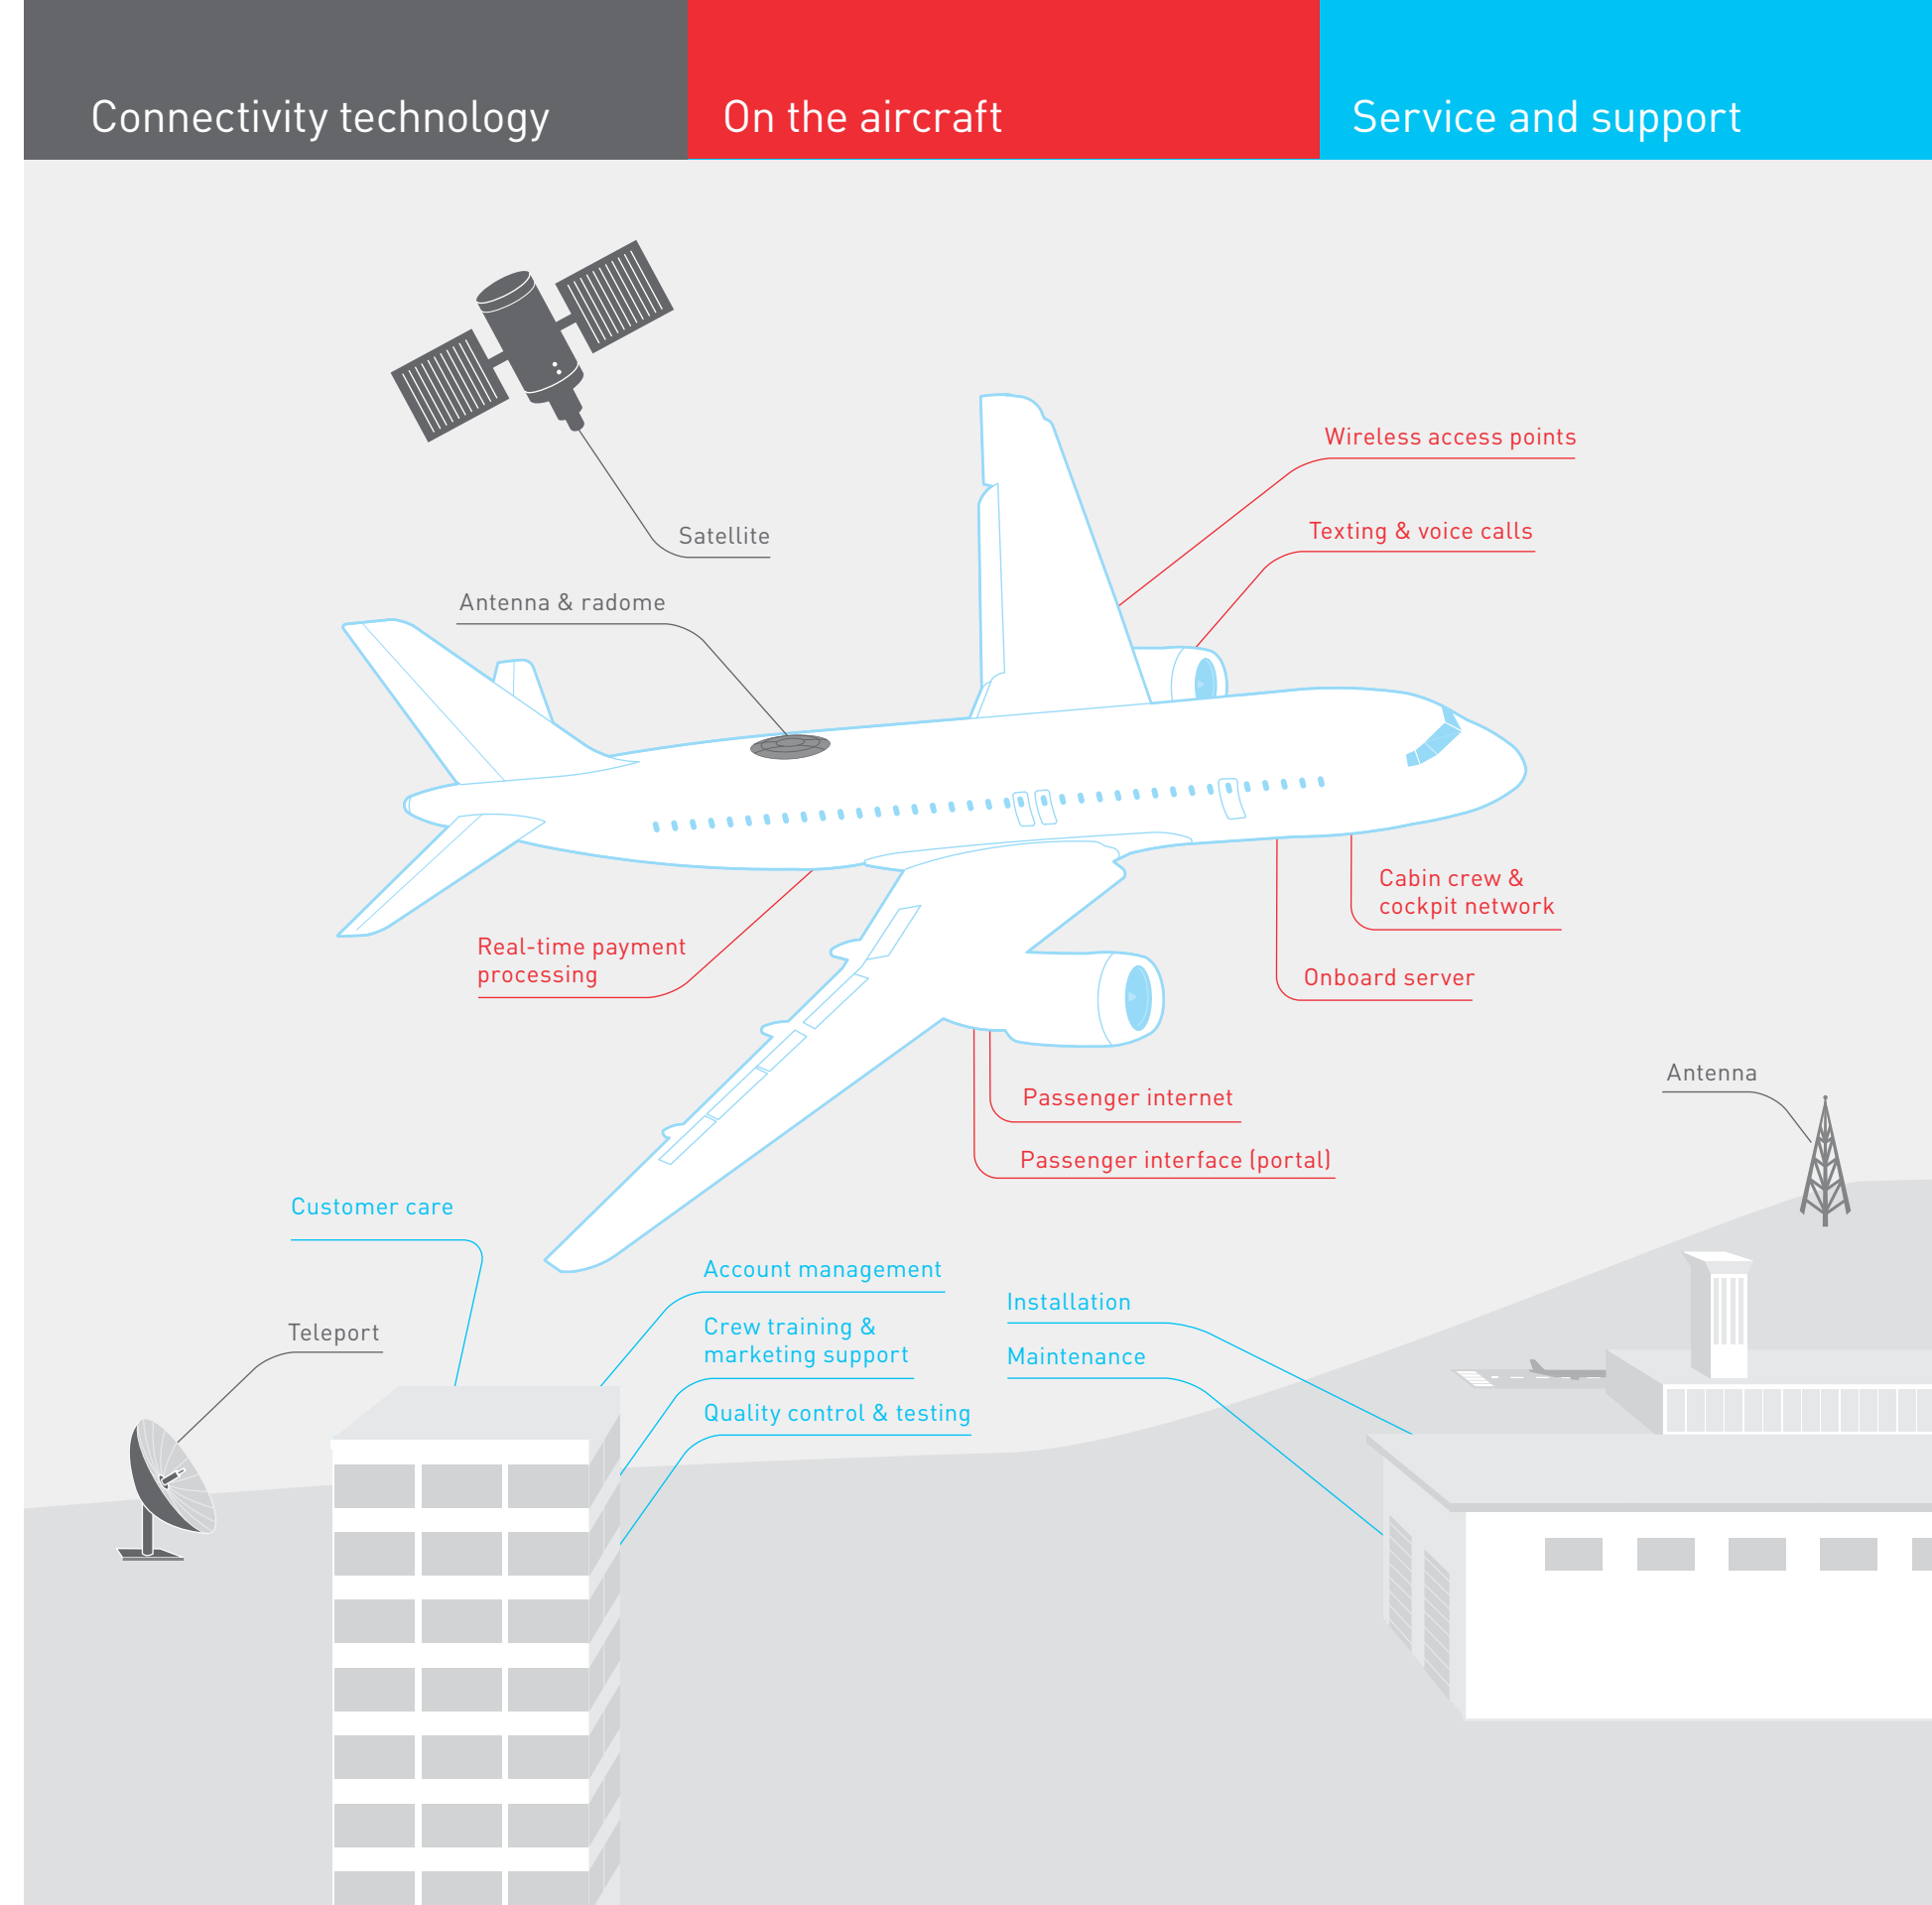 Connectivity technology
On the aircraft
Service and support
Wireless access points
Texting & voice calls
Satellite
Antenna & radome
Cabin crew &
cockpit network
Real-time payment
processing
Onboard server
Antenna
Passenger internet
Passenger interface (portal)
Customer care
Account management
Installation
Teleport
Crew training &
marketing support
Maintenance
Quality control & testing